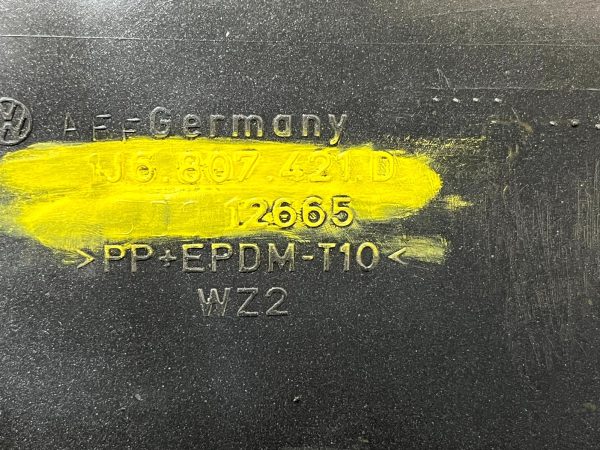 Germany
1J6.807.421.D
12665
>PP+EPDM-T10<
WZ2